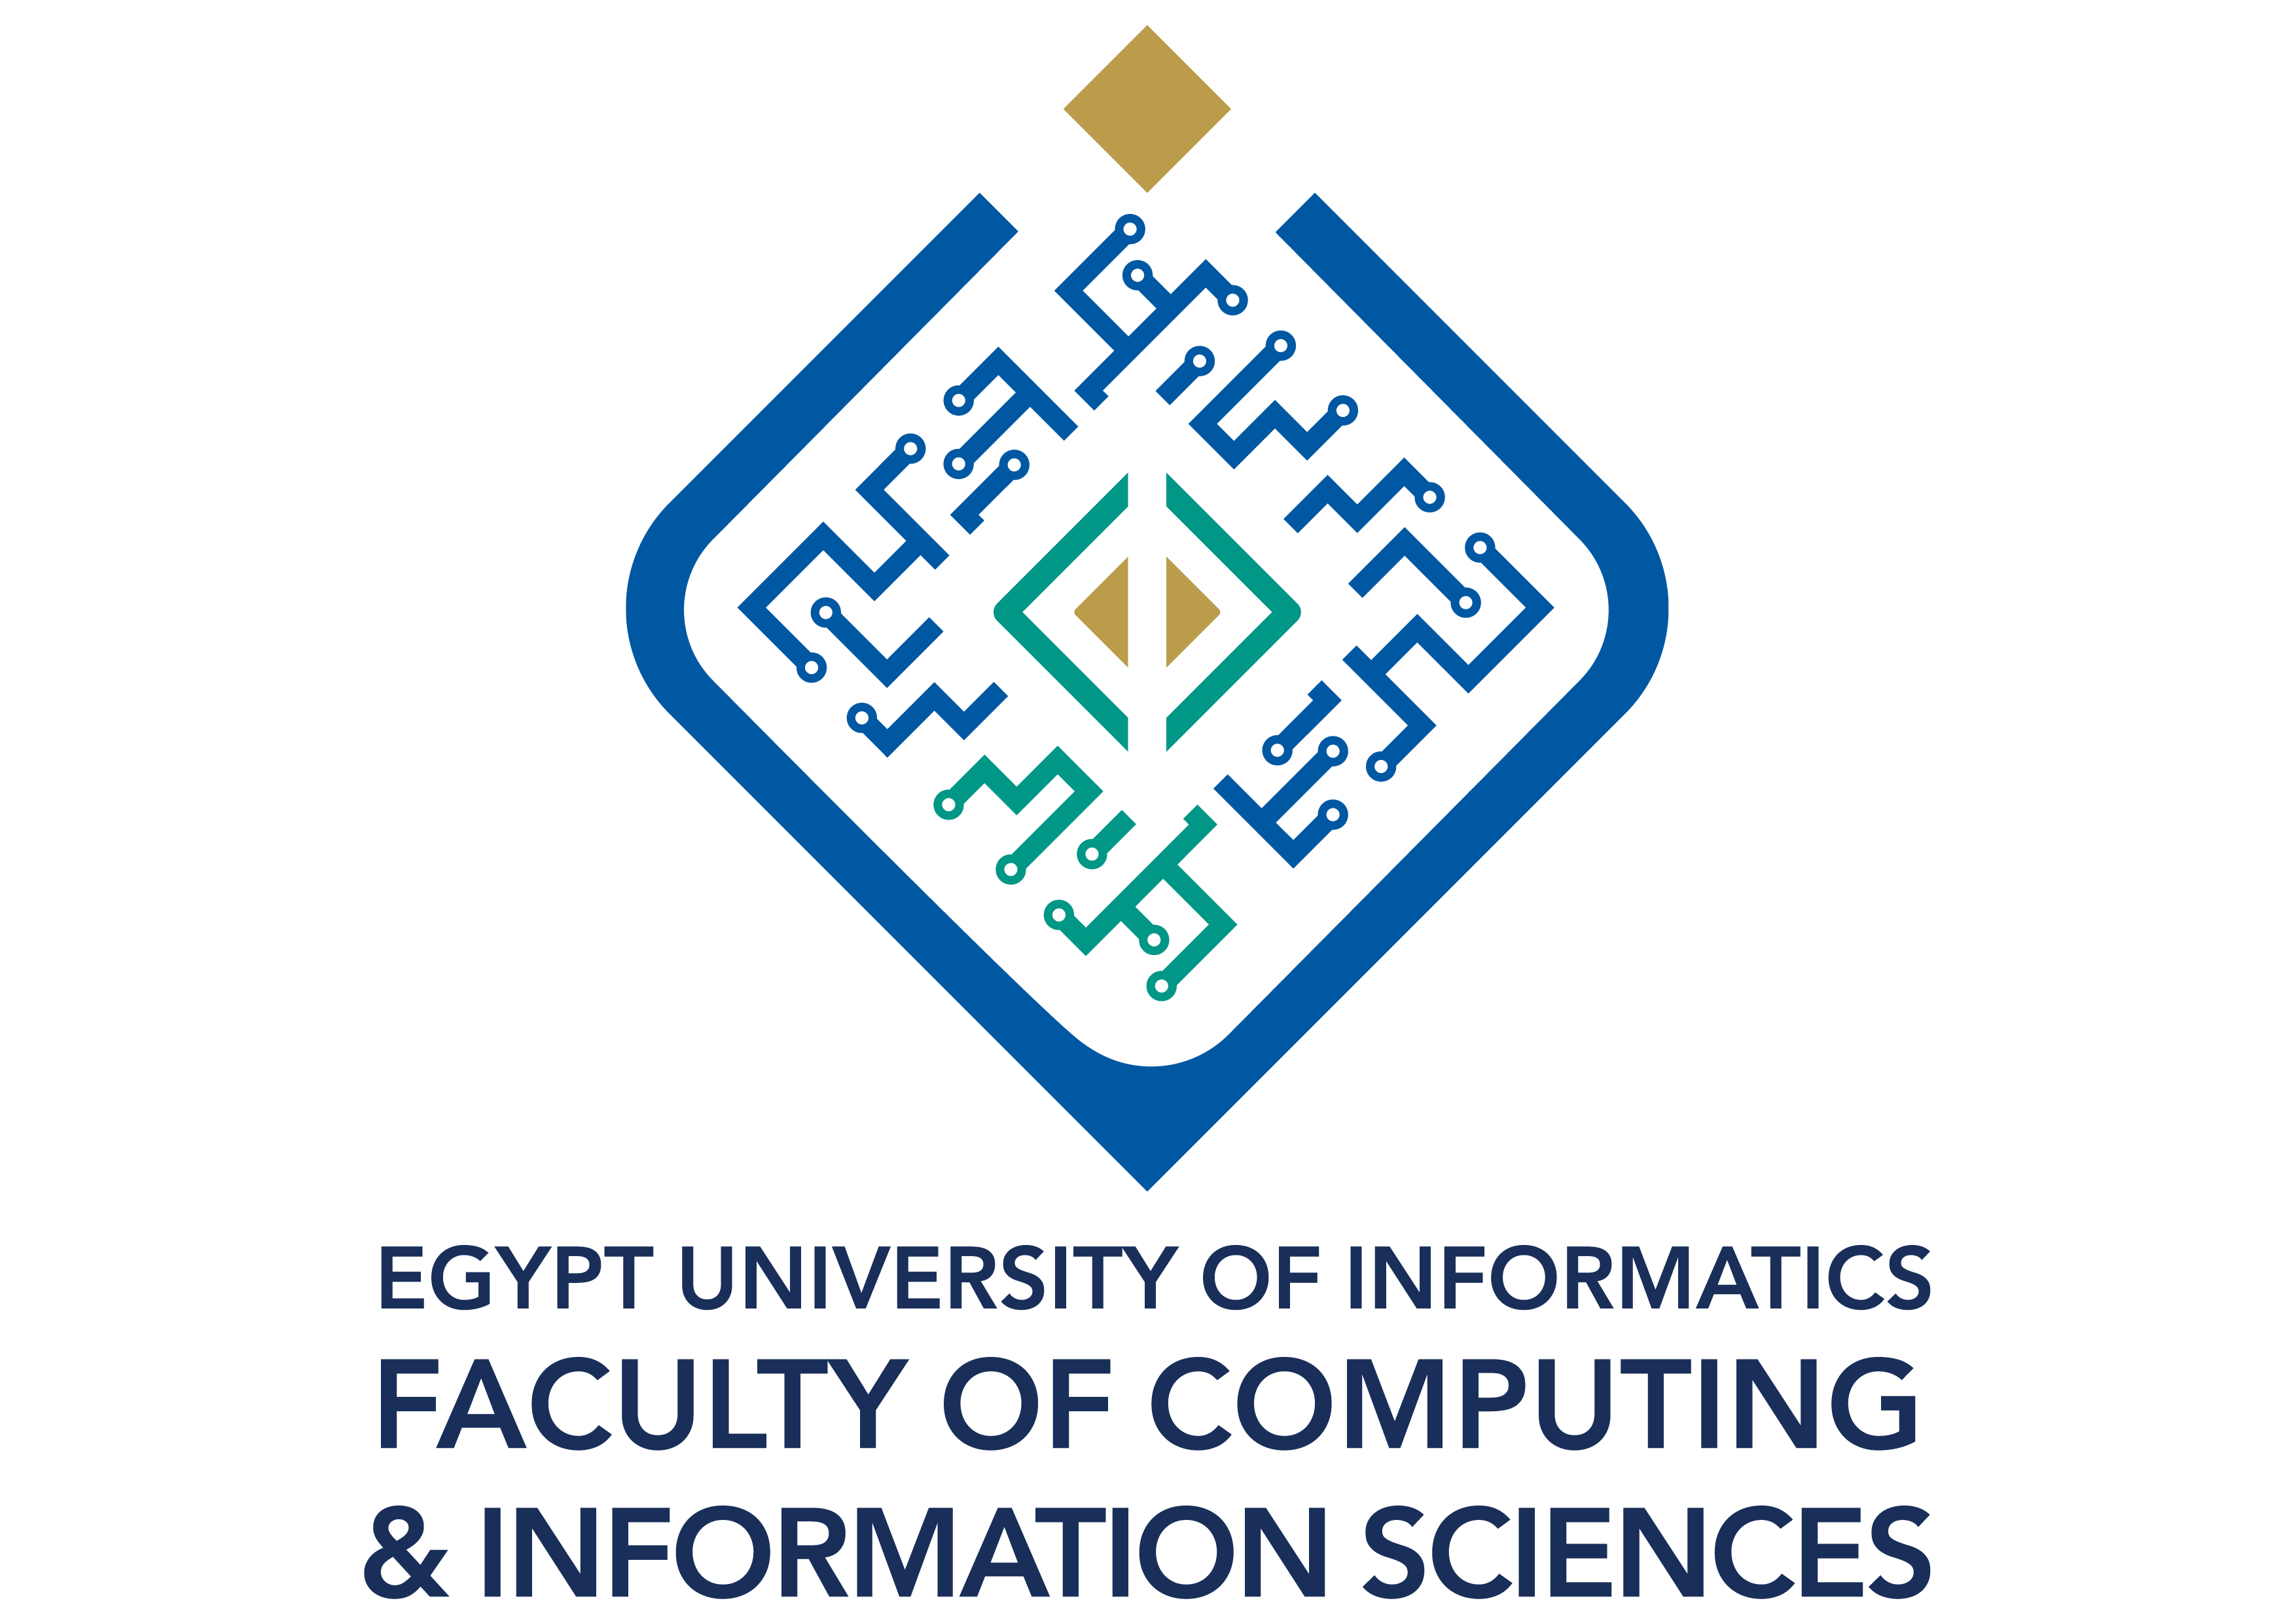 EGYPT UNIVERSITY OF INFORMATICS
FACULTY OF COMPUTING
& INFORMATION SCIENCES